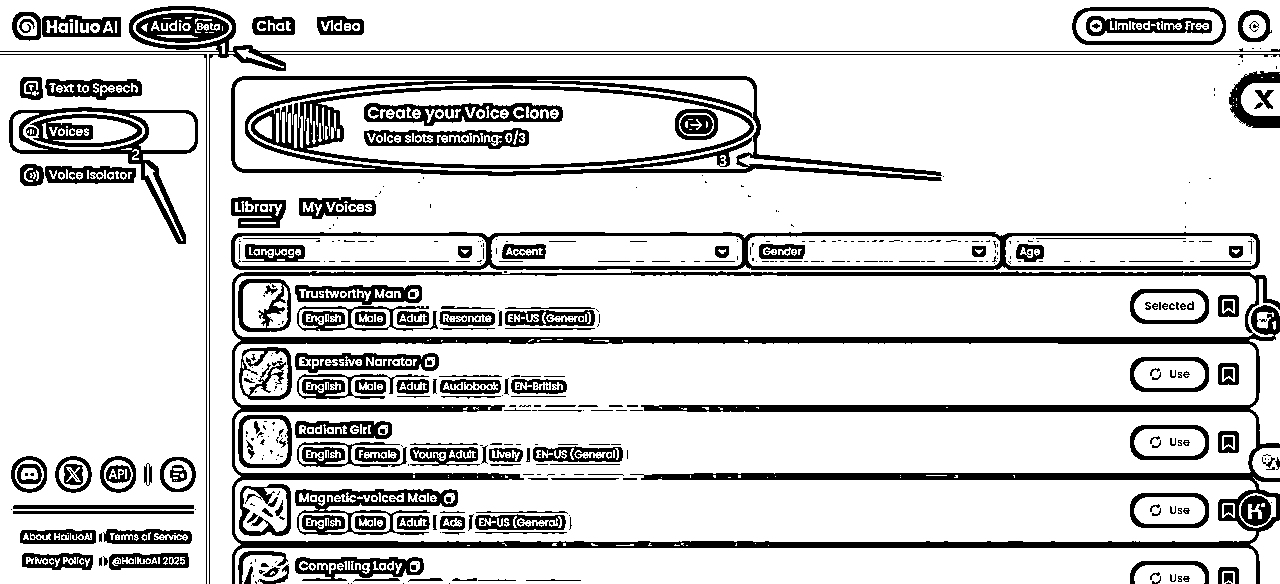 Hailuo AI
Audio Beta
Chat
Video
Limited-time Free
1
Text to Speech
Voices
2
Voice Isolator
Create your Voice Clone
Voice slots remaining: 0/3
3
X
Library
My Voices
Language
Accent
Gender
Age
Trustworthy Man
English Male Adult Resonate EN-US (General)
Selected
Expressive Narrator
English Male Adult Audiobook EN-British
Use
Radiant Girl
English Female Young Adult Lively EN-US (General)
Use
Magnetic-voiced Male
English Male Adult Ads EN-US (General)
Use
Compelling Lady
Use
API
About HailuoAI
Terms of Service
Privacy Policy
@HailuoAI 2025